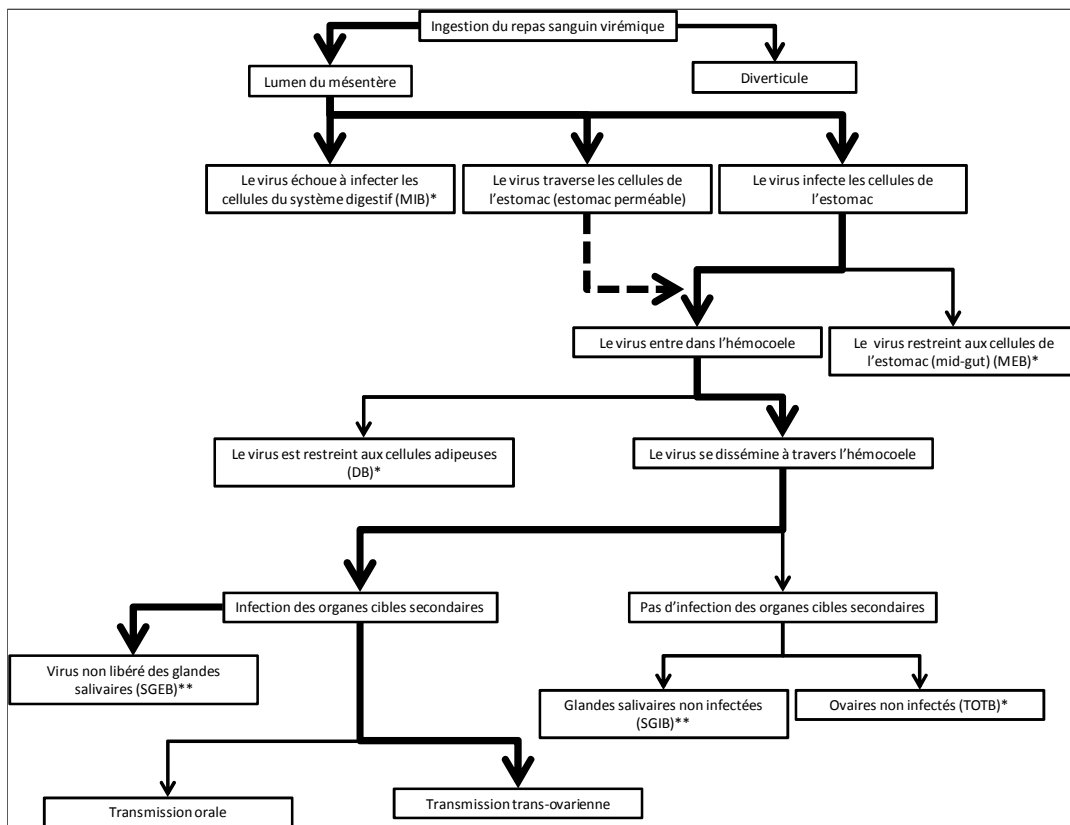 Ingestion du repas sanguin virémique
Lumen du mésentère
Diverticule
Le virus échoue à infecter les
cellules du système digestif (MIB)*
Le virus traverse les cellules de
l'estomac (estomac perméable)
Le virus infecte les cellules de
l'estomac
Le virus entre dans l'hémocoele
Le virus restreint aux cellules de
l'estomac (mid-gut) (MEB)*
Le virus est restreint aux cellules adipeuses
(DB)*
Le virus se dissémine à travers l'hémocoele
Infection des organes cibles secondaires
Pas d'infection des organes cibles secondaires
Virus non libéré des glandes
salivaires (SGEB)**
Glandes salivaires non infectées
(SGIB)**
Ovaires non infectés (TOTB)*
Transmission orale
Transmission trans-ovarienne